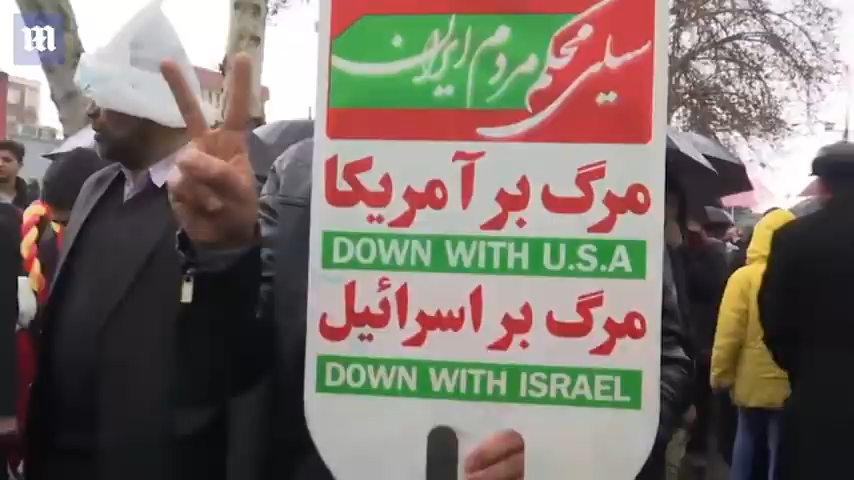 m
سیلی محکم مردم ایران
مرگ بر آمریکا
DOWN WITH U.S.A
مرگ بر اسرائیل
DOWN WITH ISRAEL